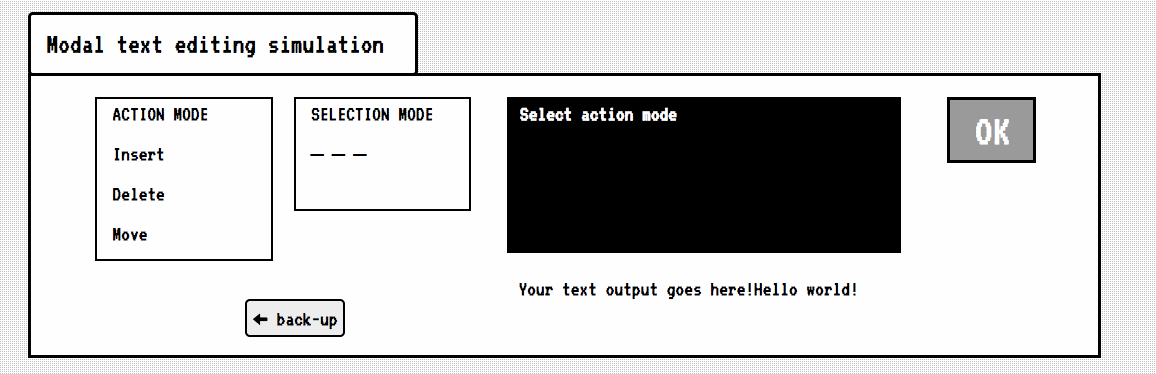 Modal text editing simulation
ACTION MODE
Insert
Delete
Move
SELECTION MODE
— — —
Select action mode
OK
Your text output goes here!Hello world!
← back-up